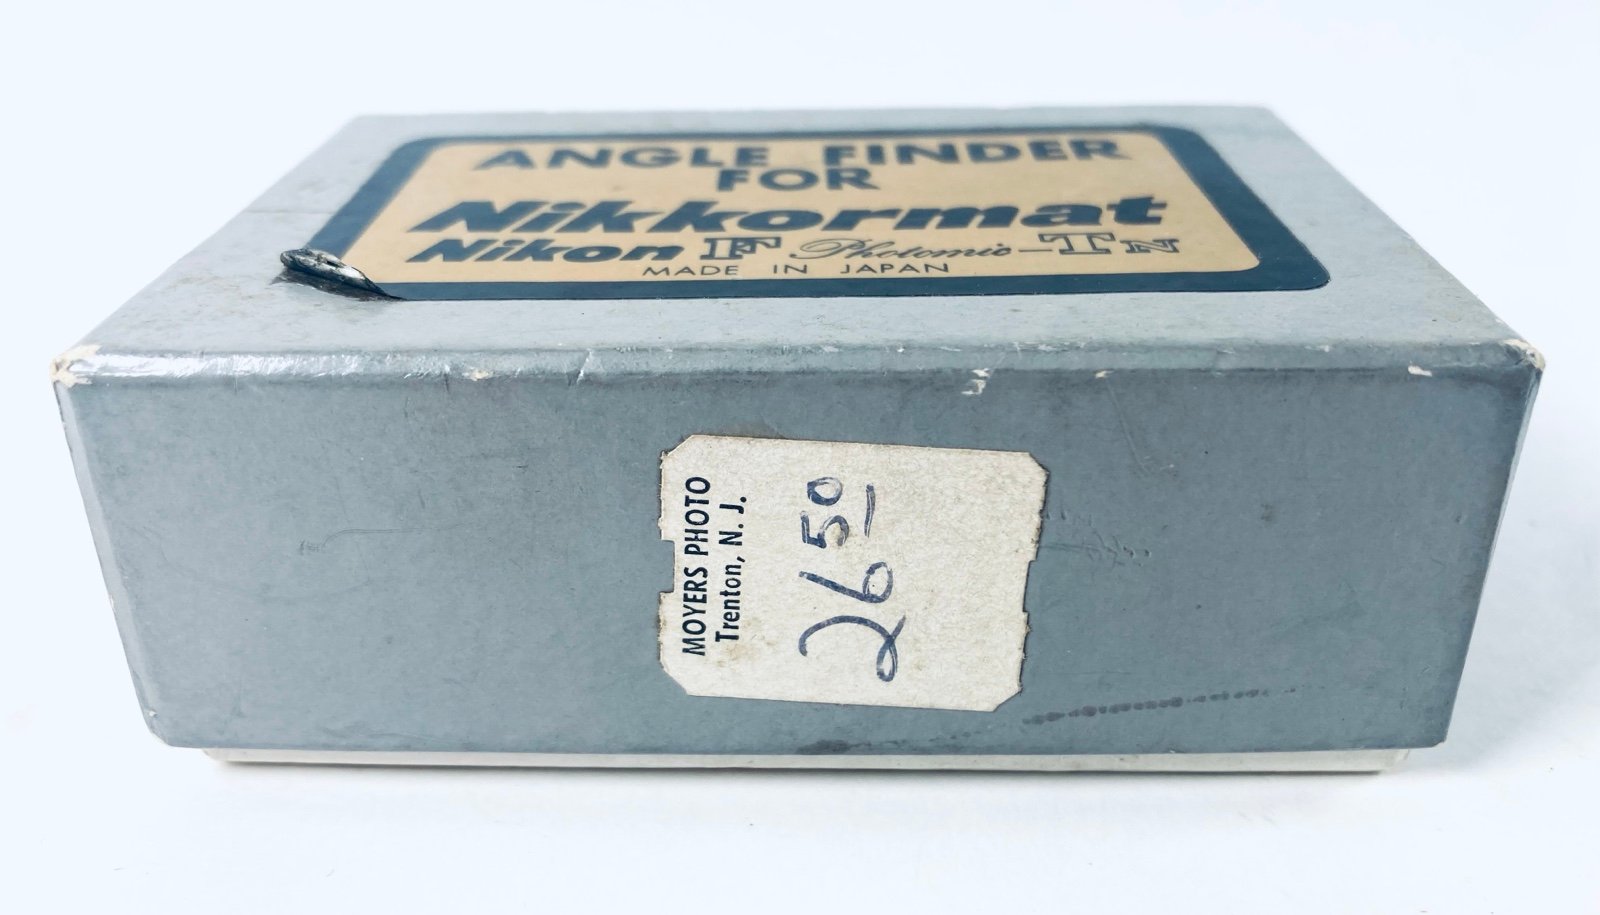 ANGLE FINDER
FOR
Nikkormat
Nikon F Photomic-TN
MADE IN JAPAN
MOYERS PHOTO
Trenton, N. J.
26 50